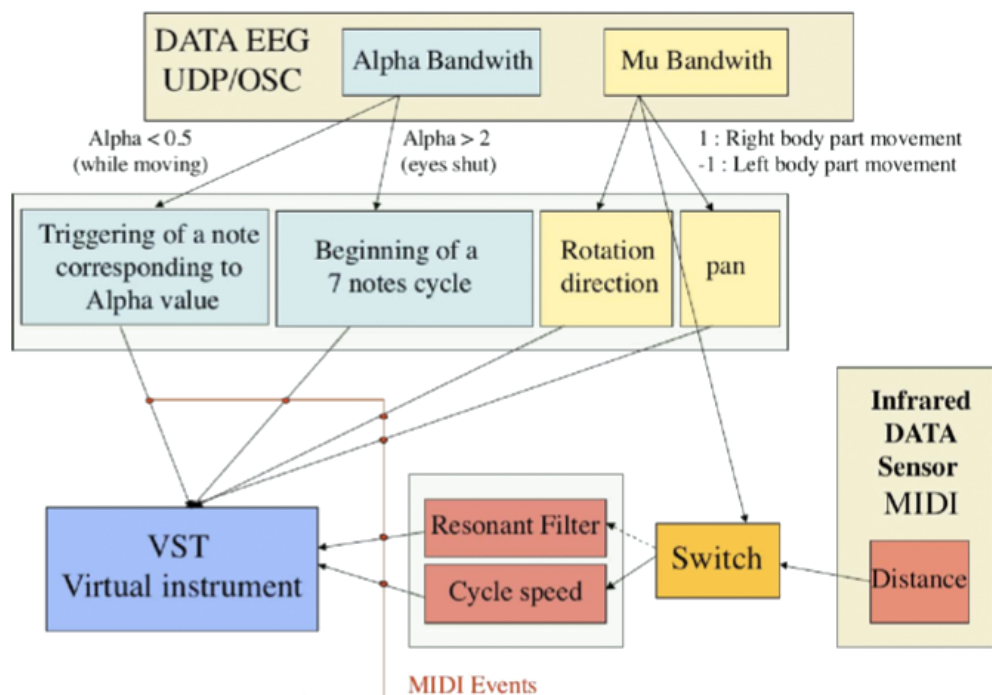 DATA EEG
UDP/OSC
Alpha Bandwith
Mu Bandwith
Alpha < 0.5
(while moving)
Alpha > 2
(eyes shut)
1 : Right body part movement
-1 : Left body part movement
Triggering of a note
corresponding to
Alpha value
Beginning of a
7 notes cycle
Rotation
direction
pan
Infrared
DATA
Sensor
MIDI
Distance
VST
Virtual instrument
Resonant Filter
Cycle speed
Switch
MIDI Events